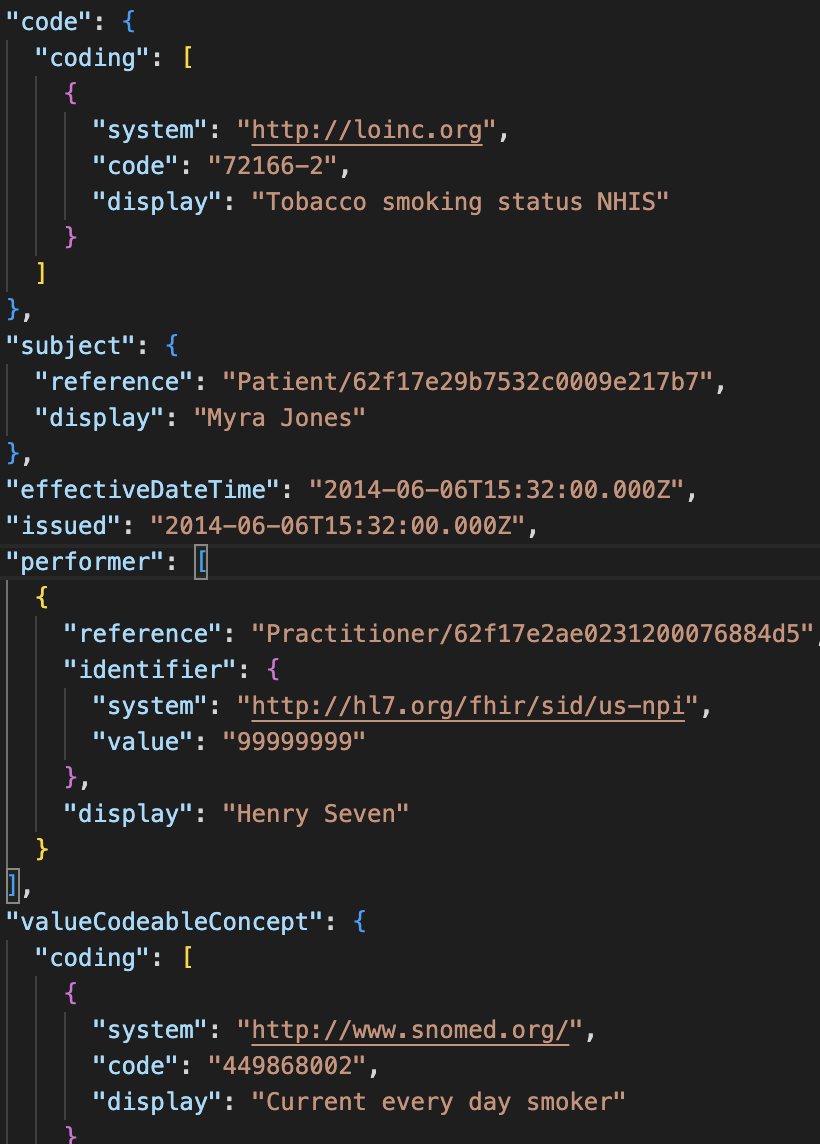 "code": {
"coding": [
{
"system": "http://loinc.org",
"code": "72166-2",
"display": "Tobacco smoking status NHIS"
}
]
},
"subject": {
"reference": "Patient/62f17e29b7532c0009e217b7",
"display": "Myra Jones"
},
"effectiveDateTime": "2014-06-06T15:32:00.000Z",
"issued": "2014-06-06T15:32:00.000Z",
"performer": [
{
"reference": "Practitioner/62f17e2ae0231200076884d5",
"identifier": {
"system": "http://hl7.org/fhir/sid/us-npi",
"value": "99999999"
},
"display": "Henry Seven"
}
],
"valueCodeableConcept": {
"coding": [
{
"system": "http://www.snomed.org/",
"code": "449868002",
"display": "Current every day smoker"
}